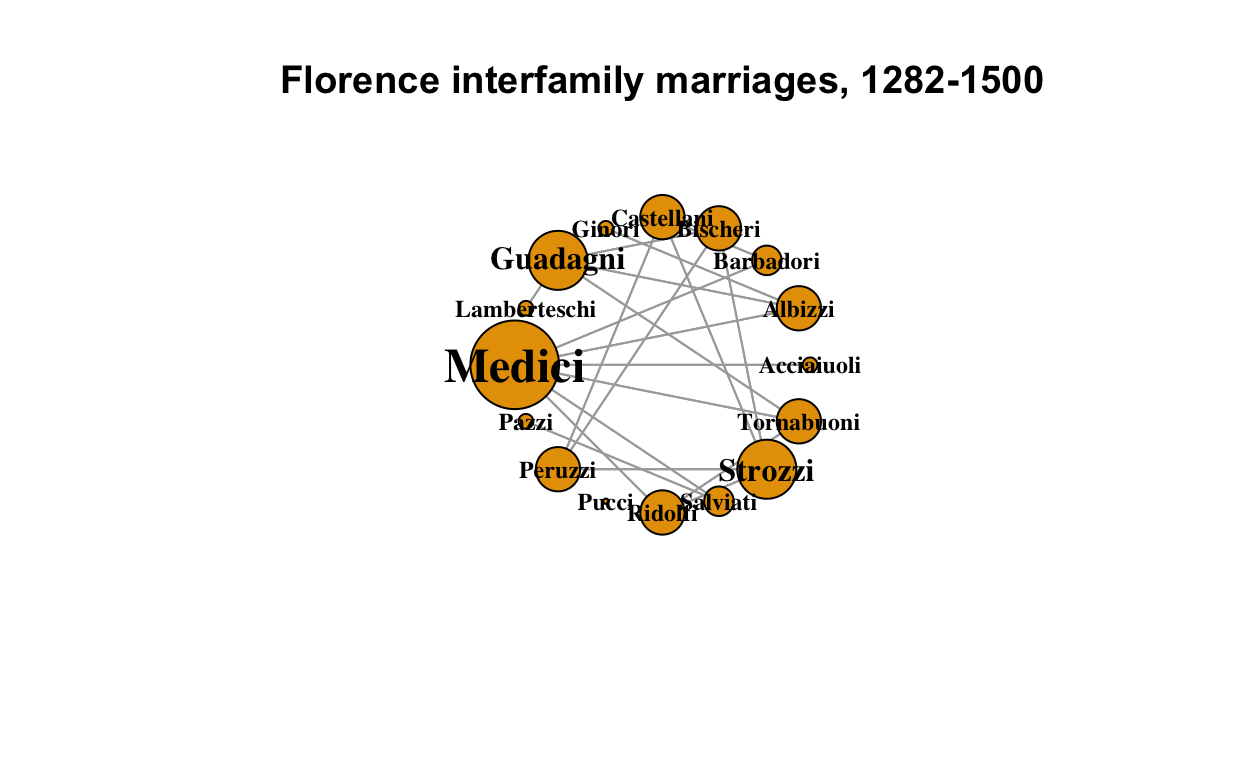 Florence interfamily marriages, 1282-1500
Castellani
Ginori
Bischeri
Guadagni
Barbadori
Lamberteschi
Albizzi
Medici
Acciaiuoli
Pazzi
Tornabuoni
Peruzzi
Strozzi
Pucci
Salviati
Ridolfi